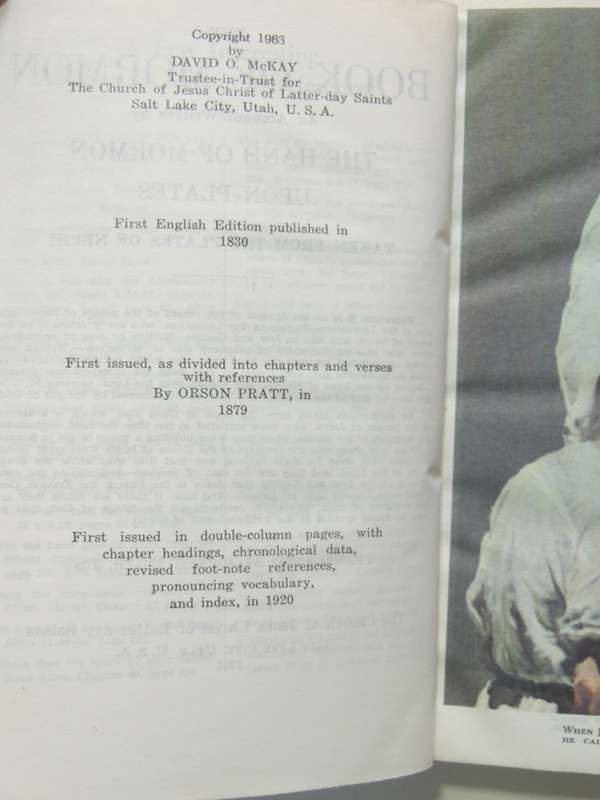 Copyright 1963
by
DAVID O. McKAY
Trustee-in-Trust for
The Church of Jesus Christ of Latter-day Saints
Salt Lake City, Utah, U. S. A.
First English Edition published in
1830
First issued, as divided into chapters and verses
with references
By ORSON PRATT, in
1879
First issued in double-column pages, with
chapter headings, chronological data,
revised foot-note references,
pronouncing vocabulary,
and index, in 1920
WHEN
HE